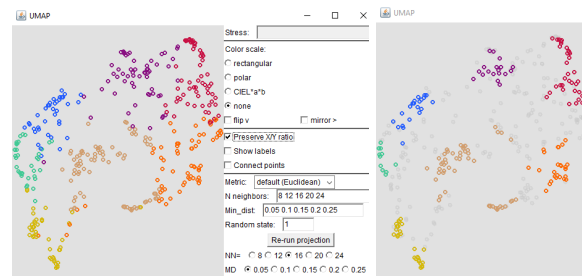 UMAP
Stress:
Color scale:
rectangular
polar
CIEL*a*b
none
flip v
mirror >
Preserve X/Y ratio
Show labels
Connect points
Metric: default (Euclidean)
N neighbors: 8 12 16 20 24
Min_dist: 0.05 0.1 0.15 0.2 0.25
Random state: 1
Re-run projection
NN= 8 12 16 20 24
MD 0.05 0.1 0.15 0.2 0.25
UMAP